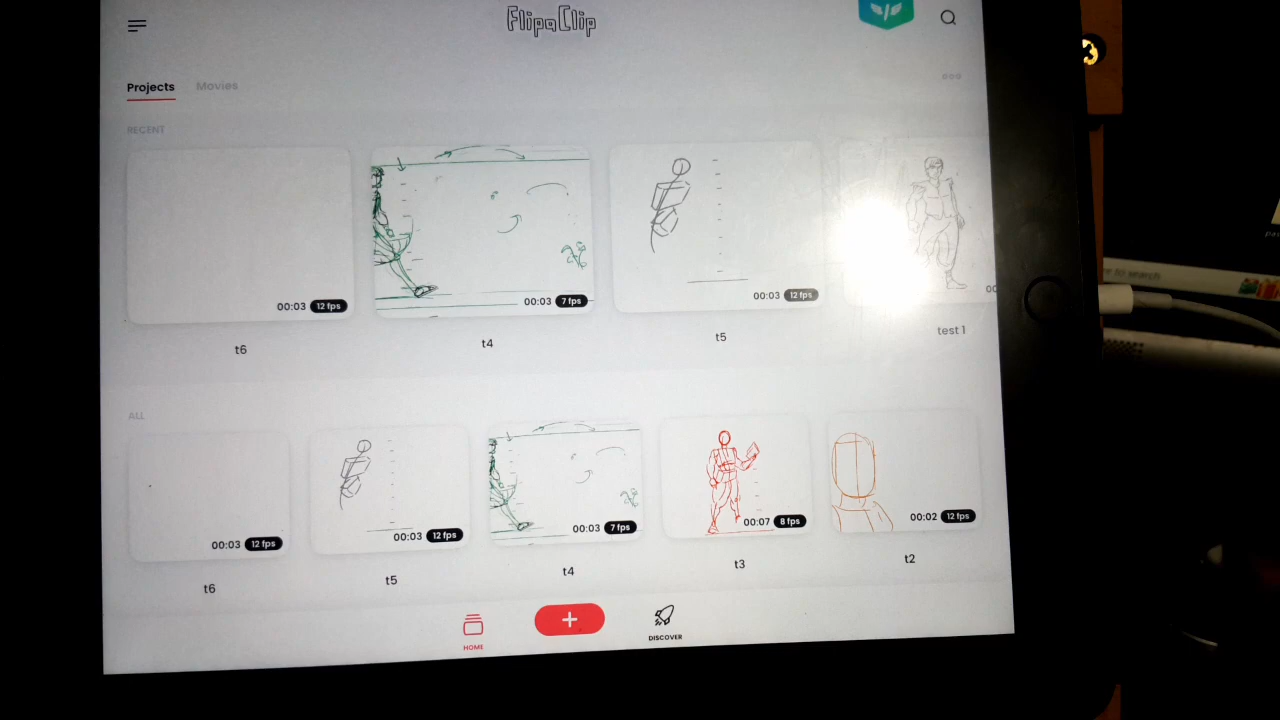 FlipaClip
Projects Movies
RECENT
00:03 12 fps
00:03 7 fps
00:03 12 fps
t6
t4
t5
test 1
ALL
00:03 12 fps
00:03 12 fps
00:03 7 fps
00:07 8 fps
00:02 12 fps
t6
t5
t4
t3
t2
HOME
+
DISCOVER